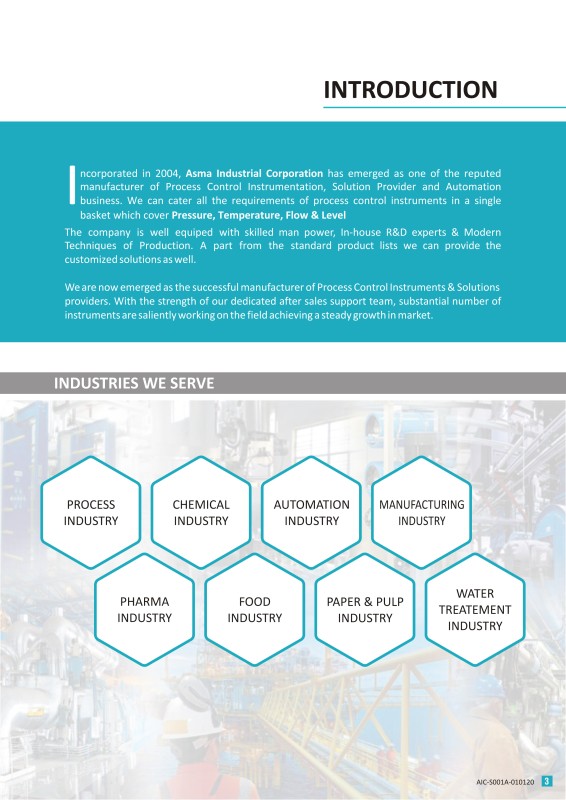 INTRODUCTION
Incorporated in 2004, Asma Industrial Corporation has emerged as one of the reputed
manufacturer of Process Control Instrumentation, Solution Provider and Automation
business. We can cater all the requirements of process control instruments in a single
basket which cover Pressure, Temperature, Flow & Level
The company is well equiped with skilled man power, In-house R&D experts & Modern
Techniques of Production. A part from the standard product lists we can provide the
customized solutions as well.
We are now emerged as the successful manufacturer of Process Control Instruments & Solutions
providers. With the strength of our dedicated after sales support team, substantial number of
instruments are saliently working on the field achieving a steady growth in market.
INDUSTRIES WE SERVE
PROCESS
INDUSTRY
CHEMICAL
INDUSTRY
AUTOMATION
INDUSTRY
MANUFACTURING
INDUSTRY
PHARMA
INDUSTRY
FOOD
INDUSTRY
PAPER & PULP
INDUSTRY
WATER
TREATEMENT
INDUSTRY
AIC-S001A-010120 3